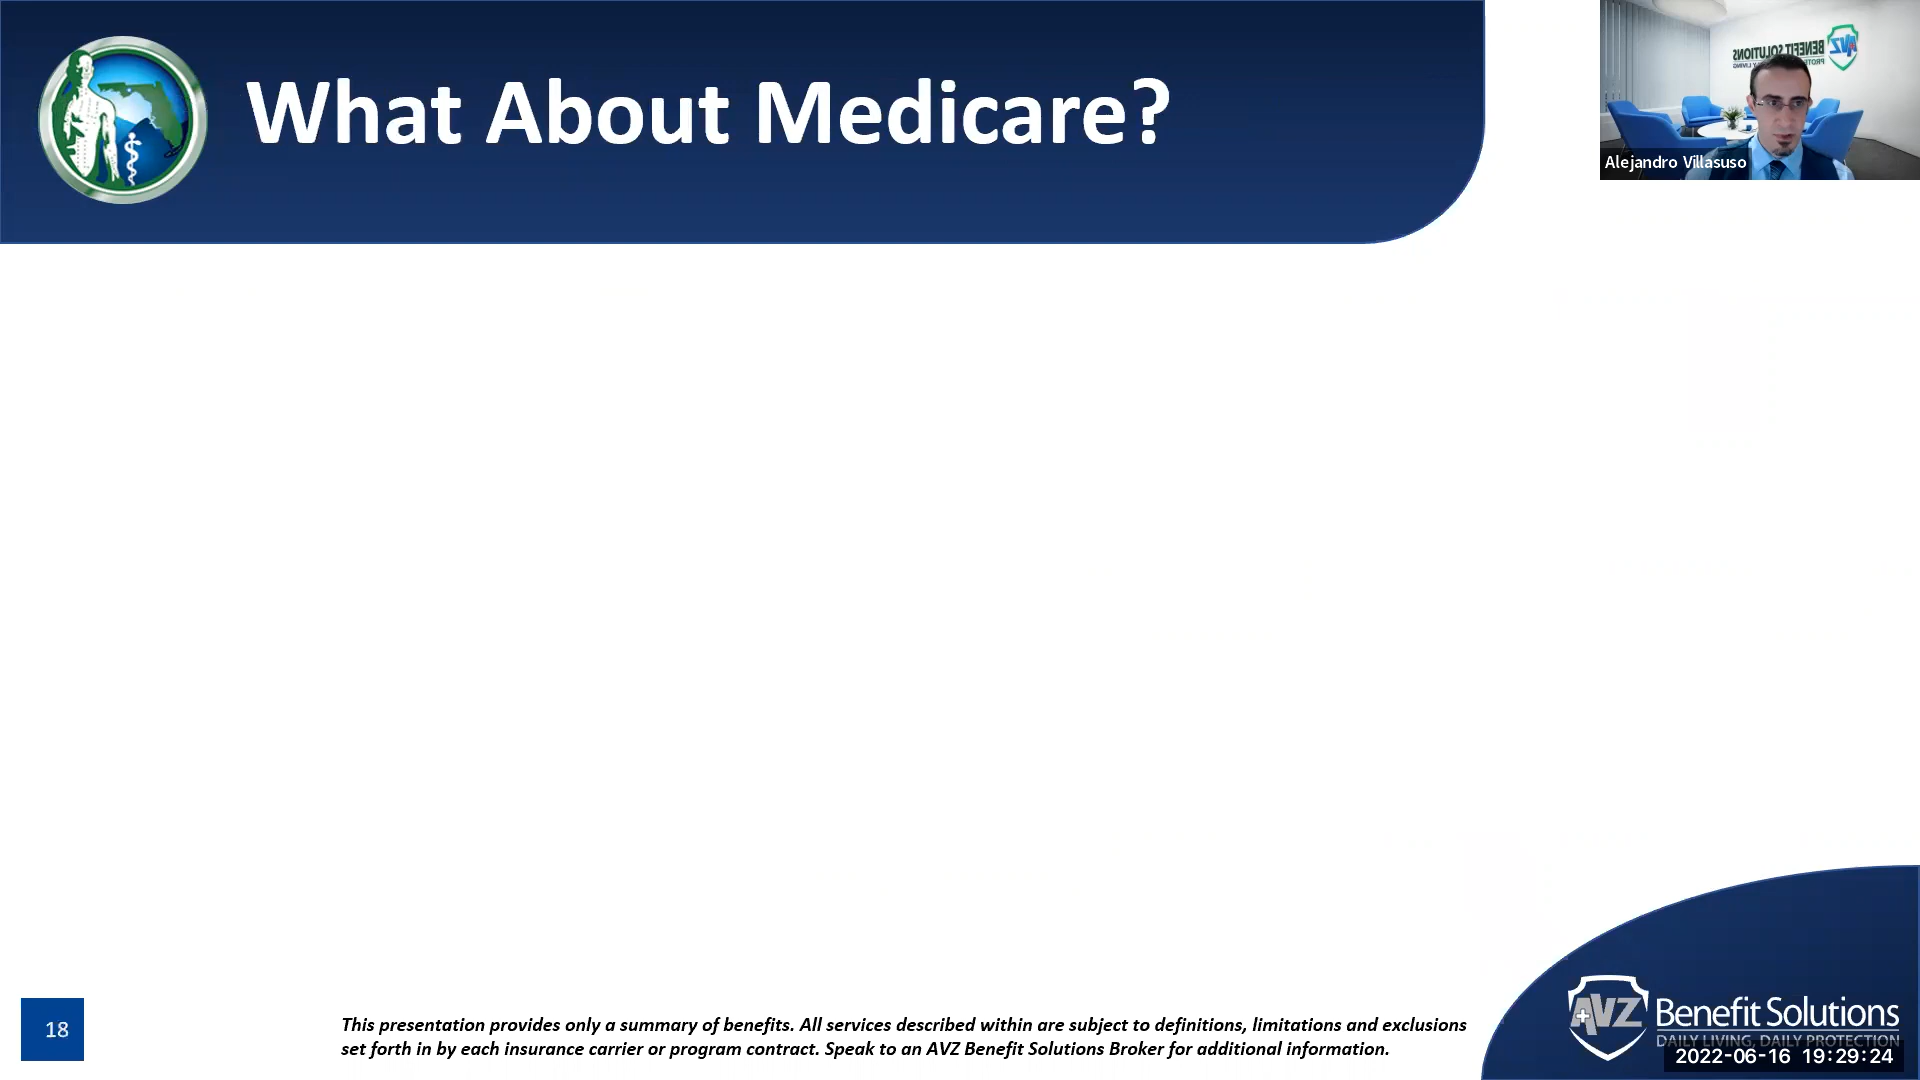 What About Medicare?
AVZ
BENEFIT SOLUTIONS
Alejandro Villasuso
18
This presentation provides only a summary of benefits. All services described within are subject to definitions, limitations and exclusions
set forth in by each insurance carrier or program contract. Speak to an AVZ Benefit Solutions Broker for additional information.
AVZ
Benefit Solutions
DAILY LIVING, DAILY PROTECTION
2022-06-16 19:29:24